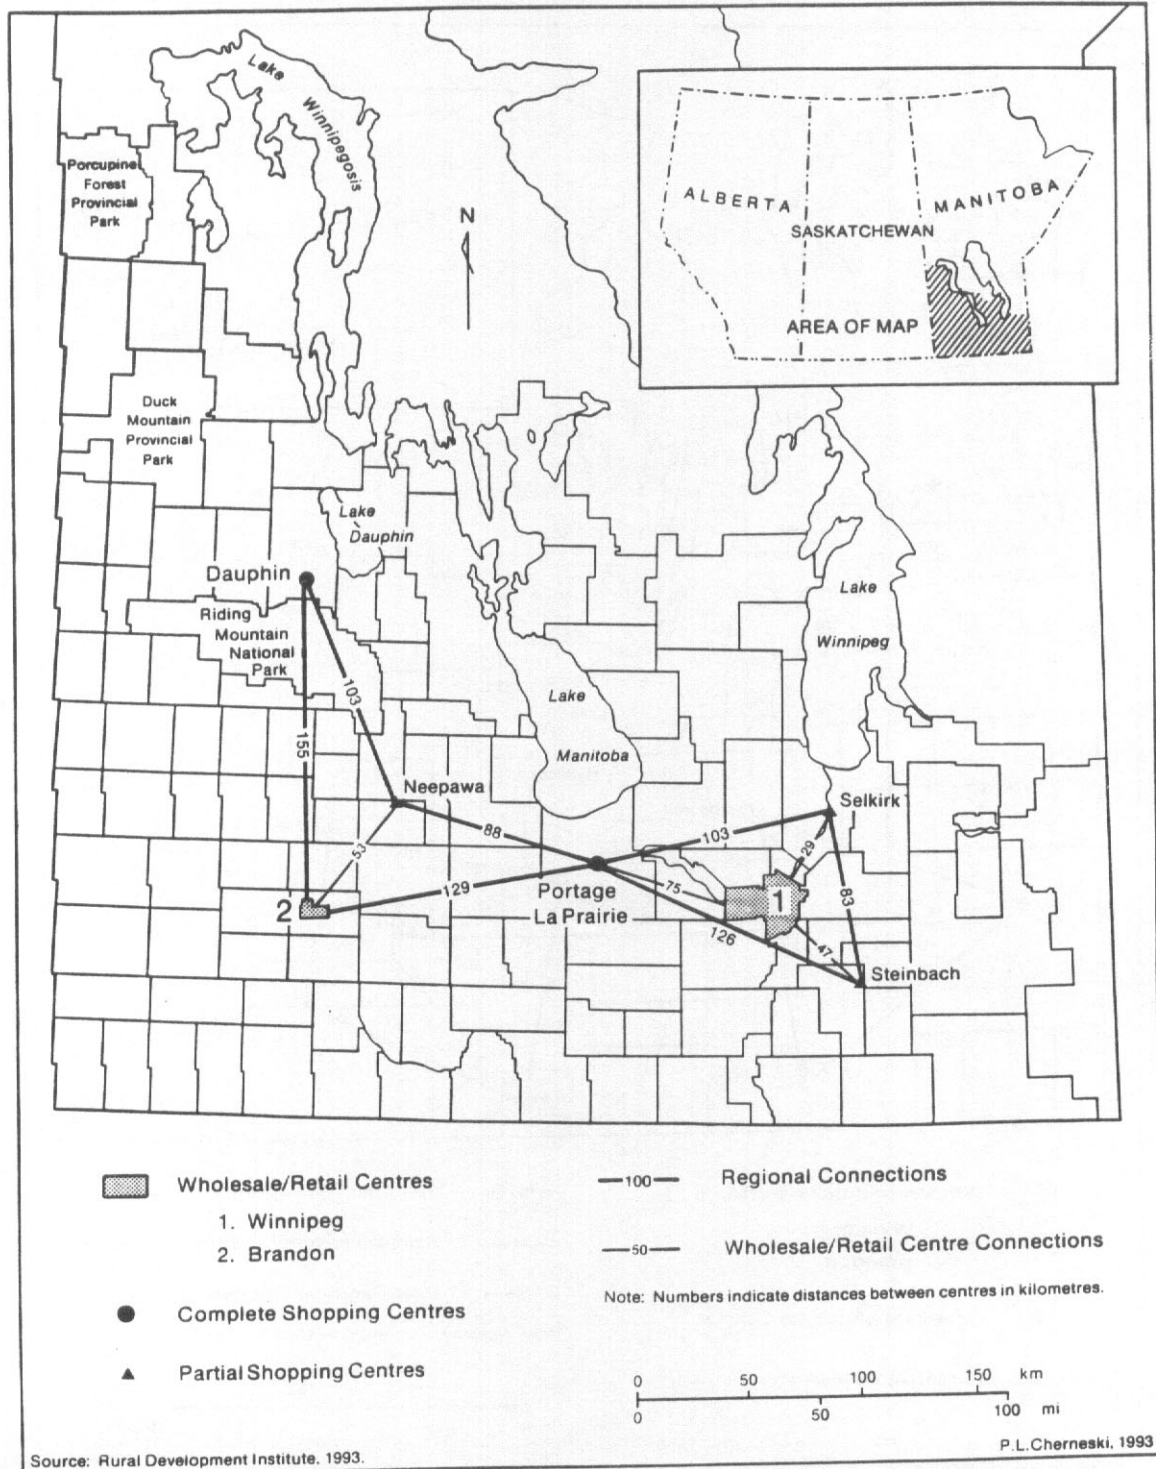 Lake
Winnipegosis
Porcupine
Forest
Provincial
Park
N
ALBERTA
SASKATCHEWAN
MANITOBA
AREA OF MAP
Duck
Mountain
Provincial
Park
Lake
Dauphin
Dauphin
Riding
Mountain
National
Park
Lake
Winnipeg
Lake
Manitoba
103
155
Neepawa
Selkirk
88
103
53
29
129
75
1
2
Portage
La Prairie
83
126
47
Steinbach
Wholesale/Retail Centres
1. Winnipeg
2. Brandon
Complete Shopping Centres
Partial Shopping Centres
100 Regional Connections
50 Wholesale/Retail Centre Connections
Note: Numbers indicate distances between centres in kilometres.
0 50 100 150 km
0 50 100 mi
Source: Rural Development Institute, 1993.
P.L.Cherneski, 1993